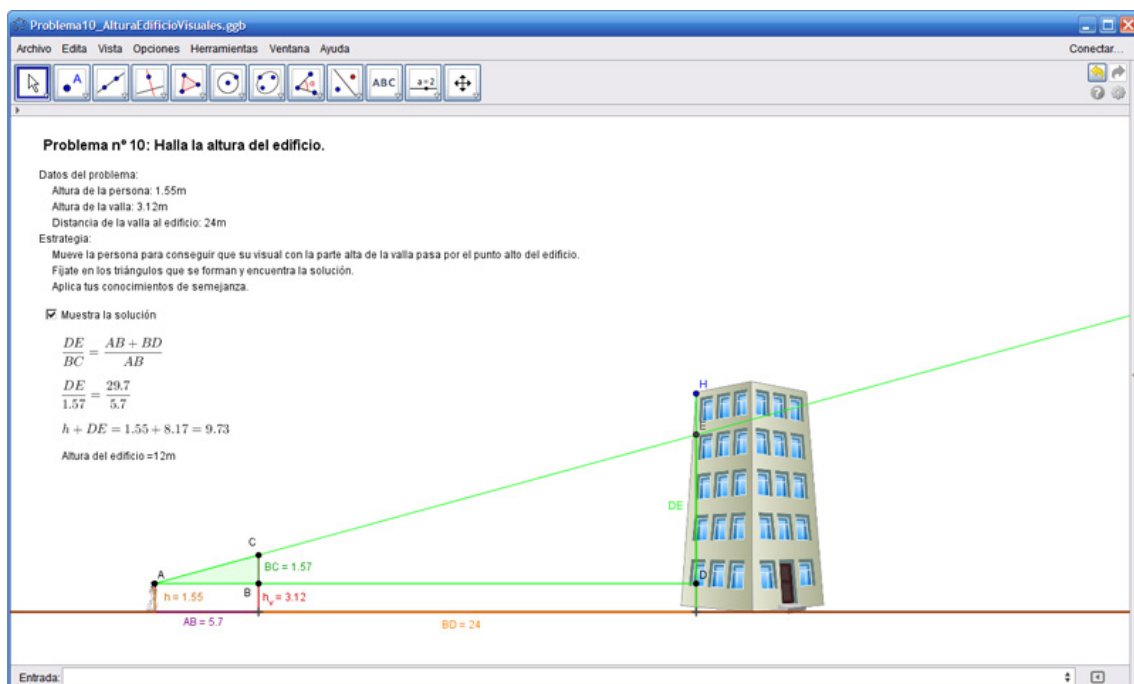 Problema10_AlturaEdificioVisuales.ggb
Archivo Edita Vista Opciones Herramientas Ventana Ayuda Conectar...
A ABC a=2
Problema nº 10: Halla la altura del edificio.
Datos del problema:
Altura de la persona: 1.55m
Altura de la valla: 3.12m
Distancia de la valla al edificio: 24m
Estrategia:
Mueve la persona para conseguir que su visual con la parte alta de la valla pasa por el punto alto del edificio.
Fíjate en los triángulos que se forman y encuentra la solución.
Aplica tus conocimientos de semejanza.
Muestra la solución
DE/BC = AB + BD/AB
DE/1.57 = 29.7/5.7
h + DE = 1.55 + 8.17 = 9.73
Altura del edificio =12m
H
E
DE
C
A
BC = 1.57
D
B
h = 1.55
h_v = 3.12
AB = 5.7
BD = 24
Entrada: